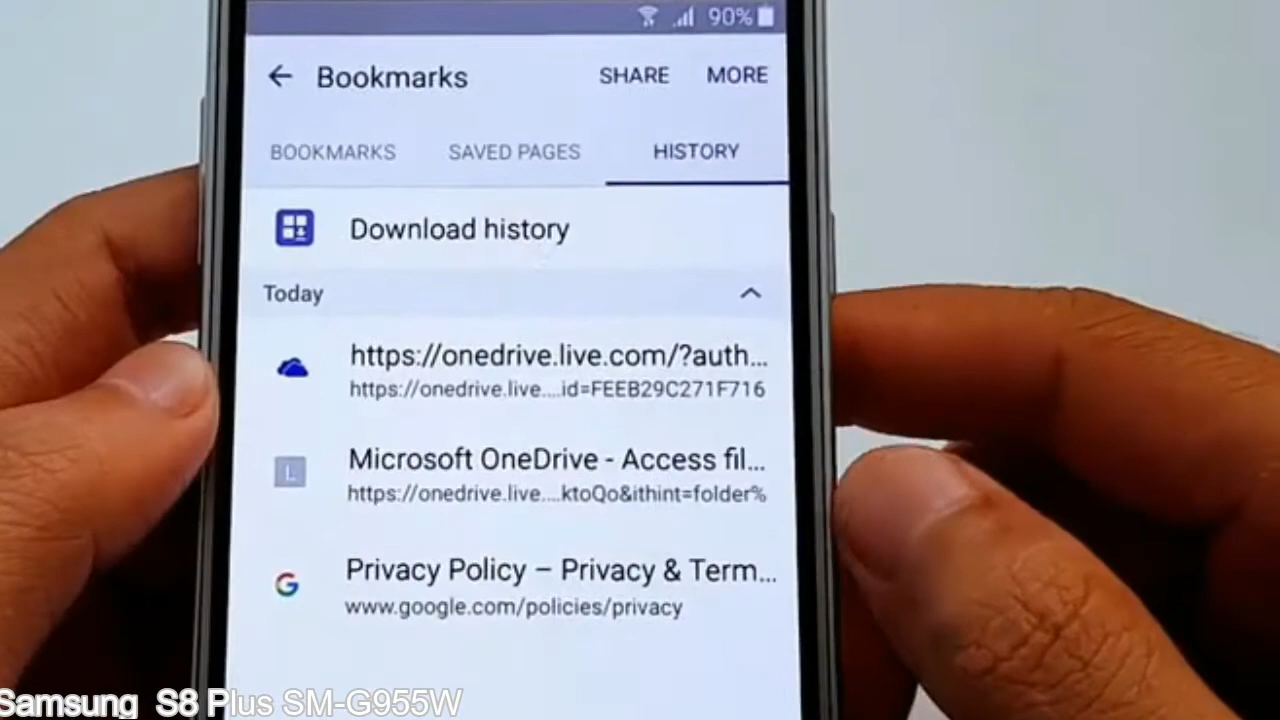 90%
Bookmarks SHARE MORE
BOOKMARKS SAVED PAGES HISTORY
Download history
Today
https://onedrive.live.com/?auth...
https://onedrive.live....id=FEEB29C271F716
L
Microsoft OneDrive - Access fil...
https://onedrive.live....ktoQo&ithint=folder%
Privacy Policy – Privacy & Term...
www.google.com/policies/privacy
Samsung S8 Plus SM-G955W